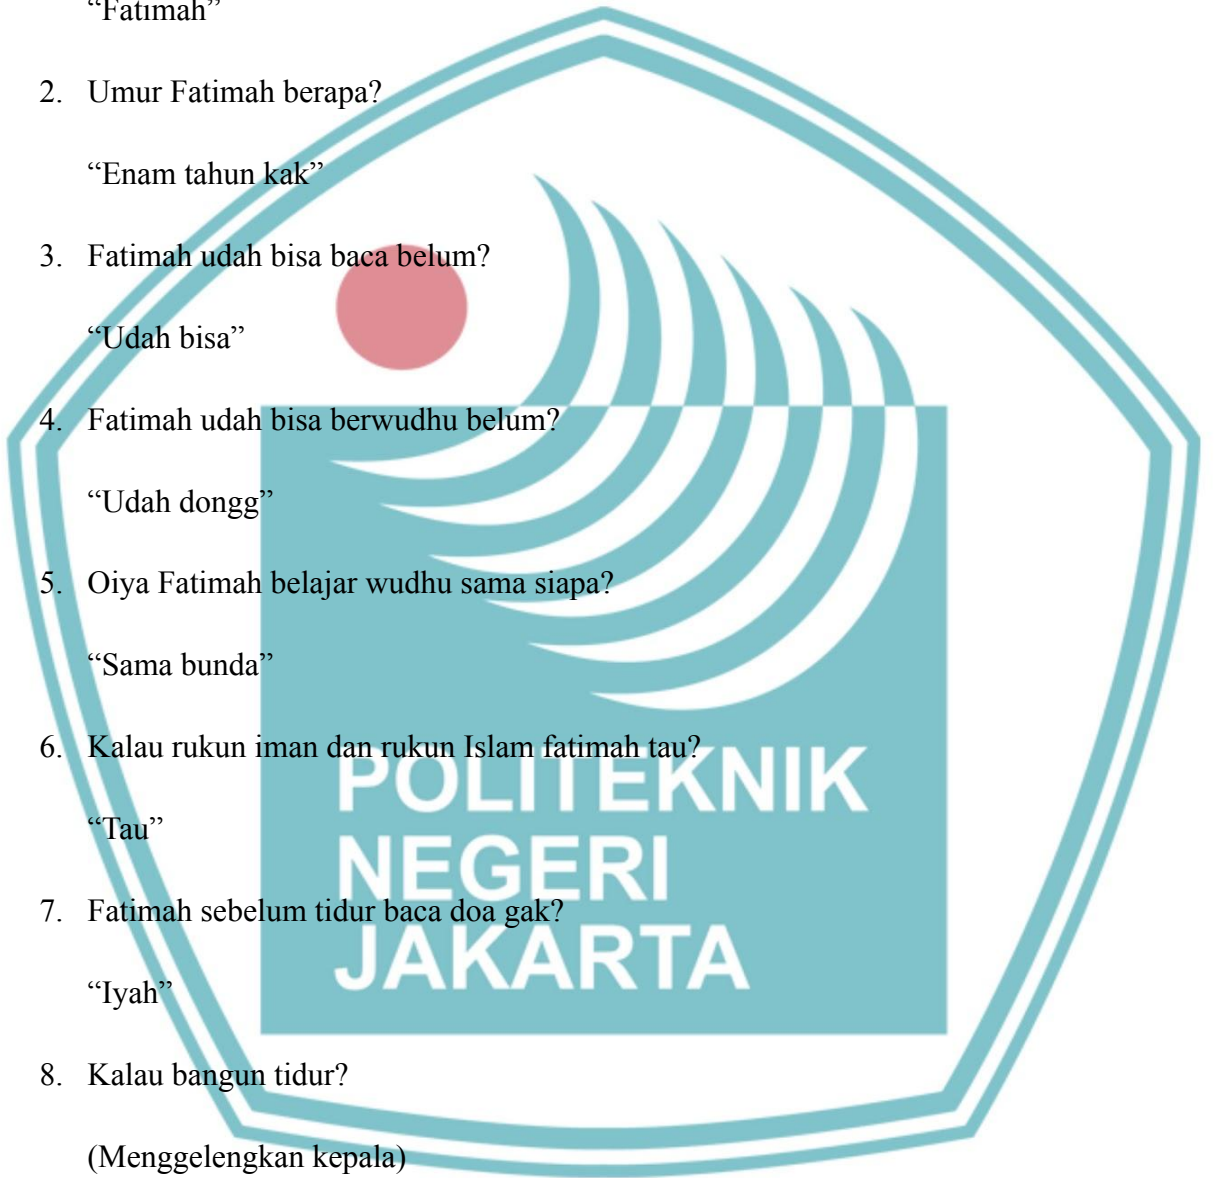 “Fatimah”
2. Umur Fatimah berapa?
“Enam tahun kak”
3. Fatimah udah bisa baca belum?
“Udah bisa”
4. Fatimah udah bisa berwudhu belum?
“Udah dongg”
5. Oiya Fatimah belajar wudhu sama siapa?
“Sama bunda”
6. Kalau rukun iman dan rukun Islam fatimah tau?
“Tau”
7. Fatimah sebelum tidur baca doa gak?
“Iyah”
8. Kalau bangun tidur?
(Menggelengkan kepala)
POLITEKNIK
NEGERI
JAKARTA